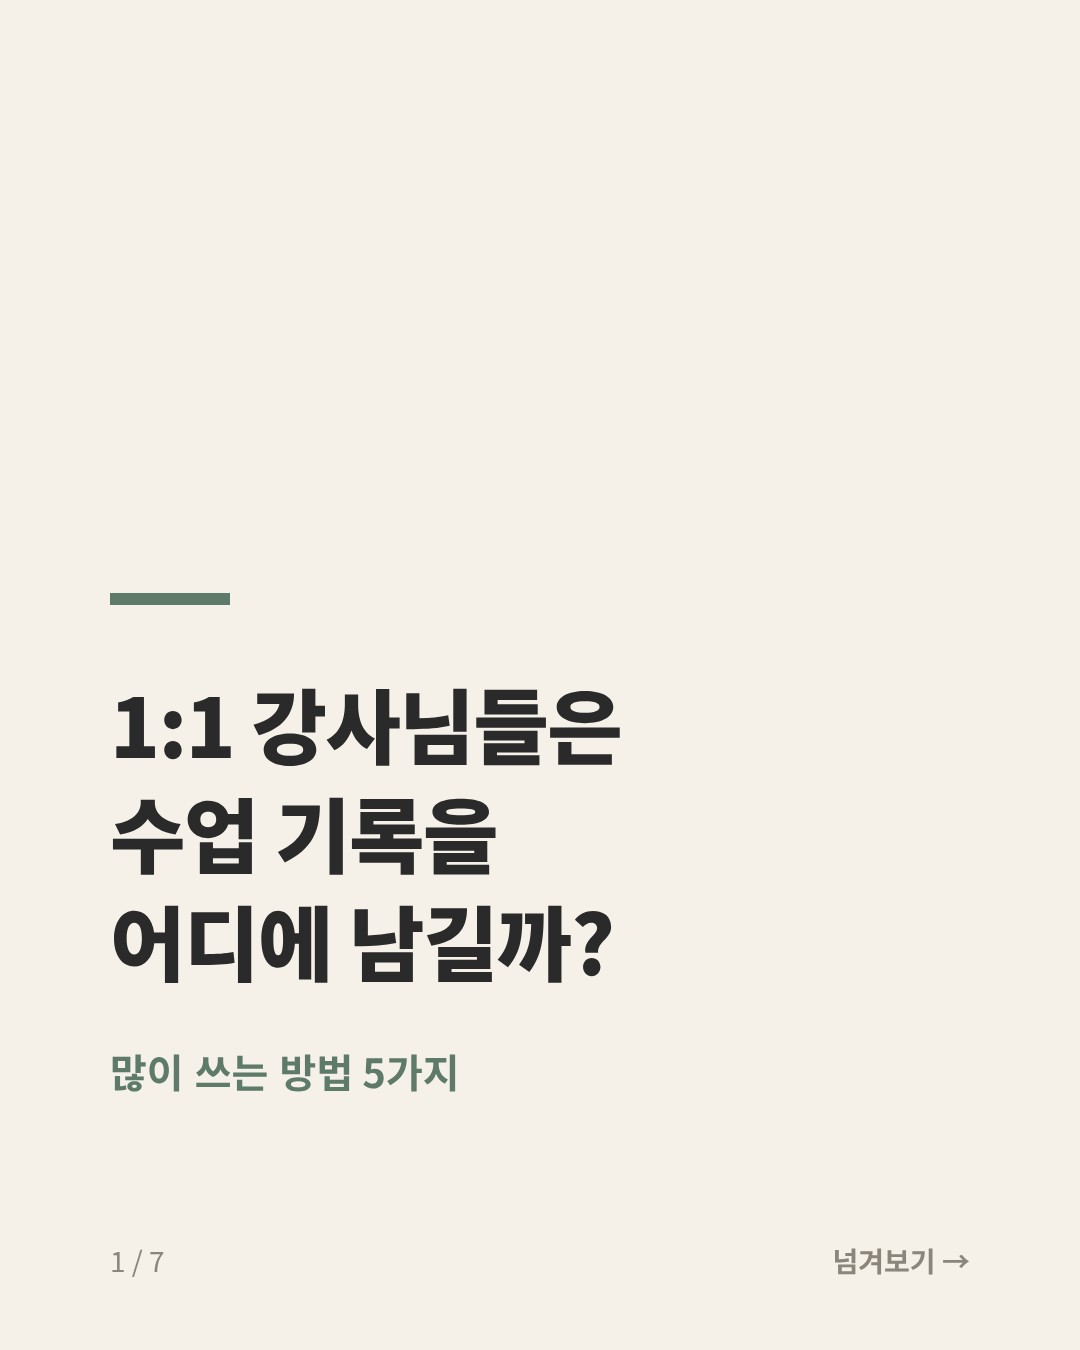 1:1 강사님들은
수업 기록을
어디에 남길까?
많이 쓰는 방법 5가지
1 / 7
넘겨보기 →